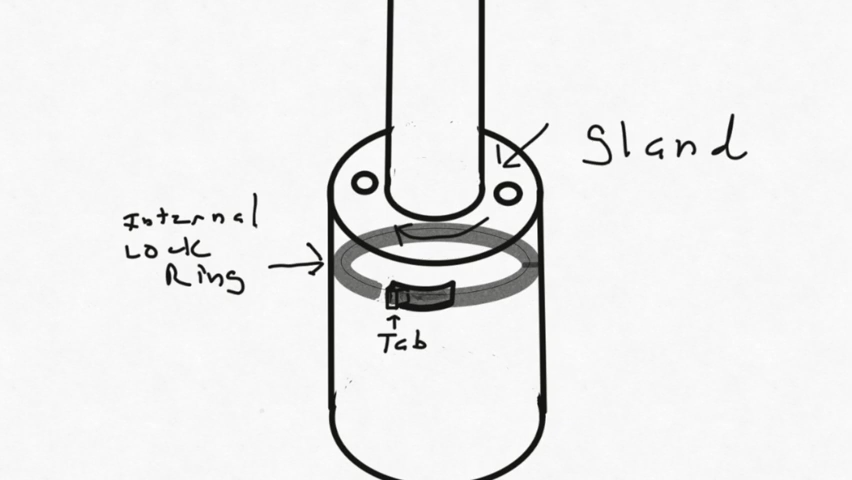 Gland
Internal
Lock
Ring
Tab